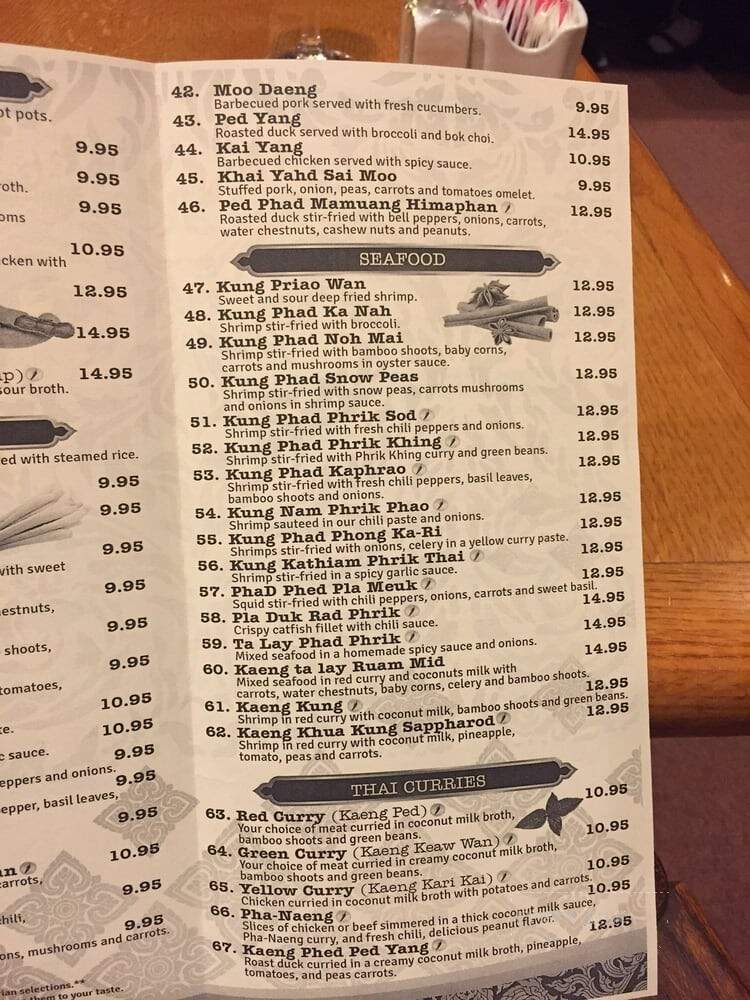 ot pots.
9.95
roth.
9.95
oms
9.95
10.95
cken with
12.95
14.95
ip)
14.95
sour broth.
ed with steamed rice.
9.95
9.95
9.95
with sweet
9.95
estnuts,
9.95
shoots,
9.95
tomatoes,
10.95
te.
10.95
c sauce.
9.95
eppers and onions.
9.95
epper, basil leaves,
9.95
10.95
an
arrots,
9.95
hili,
9.95
ons, mushrooms and carrots.
ian selections.**
them to your taste.
42. Moo Daeng
Barbecued pork served with fresh cucumbers. 9.95
43. Ped Yang
Roasted duck served with broccoli and bok choi. 14.95
44. Kai Yang
Barbecued chicken served with spicy sauce. 10.95
45. Khai Yahd Sai Moo
Stuffed pork, onion, peas, carrots and tomatoes omelet. 9.95
46. Ped Phad Mamuang Himaphan 12.95
Roasted duck stir-fried with bell peppers, onions, carrots,
water chestnuts, cashew nuts and peanuts.
SEAFOOD
47. Kung Priao Wan 12.95
Sweet and sour deep fried shrimp.
48. Kung Phad Ka Nah 12.95
Shrimp stir-fried with broccoli.
49. Kung Phad Noh Mai 12.95
Shrimp stir-fried with bamboo shoots, baby corns,
carrots and mushrooms in oyster sauce.
50. Kung Phad Snow Peas 12.95
Shrimp stir-fried with snow peas, carrots mushrooms
and onions in shrimp sauce.
51. Kung Phad Phrik Sod 12.95
Shrimp stir-fried with fresh chili peppers and onions.
52. Kung Phad Phrik Khing 12.95
Shrimp stir-fried with Phrik Khing curry and green beans.
53. Kung Phad Kaphrao 12.95
Shrimp stir-fried with fresh chili peppers, basil leaves,
bamboo shoots and onions.
54. Kung Nam Phrik Phao 12.95
Shrimp sauteed in our chili paste and onions.
55. Kung Phad Phong Ka-Ri 12.95
Shrimps stir-fried with onions, celery in a yellow curry paste.
56. Kung Kathiam Phrik Thai 12.95
Shrimp stir-fried in a spicy garlic sauce.
57. PhaD Phed Pla Meuk 12.95
Squid stir-fried with chili peppers, onions, carrots and sweet basil.
58. Pla Duk Rad Phrik 14.95
Crispy catfish fillet with chili sauce.
59. Ta Lay Phad Phrik 14.95
Mixed seafood in a homemade spicy sauce and onions.
60. Kaeng ta lay Ruam Mid 14.95
Mixed seafood in red curry and coconuts milk with
carrots, water chestnuts, baby corns, celery and bamboo shoots.
61. Kaeng Kung 12.95
Shrimp in red curry with coconut milk, bamboo shoots and green beans.
62. Kaeng Khua Kung Sappharod 12.95
Shrimp in red curry with coconut milk, pineapple,
tomato, peas and carrots.
THAI CURRIES
63. Red Curry (Kaeng Ped) 10.95
Your choice of meat curried in coconut milk broth,
bamboo shoots and green beans.
64. Green Curry (Kaeng Keaw Wan) 10.95
Your choice of meat curried in creamy coconut milk broth,
bamboo shoots and green beans.
65. Yellow Curry (Kaeng Kari Kai) 10.95
Chicken curried in coconut milk broth with potatoes and carrots.
66. Pha-Naeng 10.95
Slices of chicken or beef simmered in a thick coconut milk sauce,
Pha-Naeng curry, and fresh chili, delicious peanut flavor.
67. Kaeng Phed Ped Yang 12.95
Roast duck curried in a creamy coconut milk broth, pineapple,
tomatoes, and peas carrots.